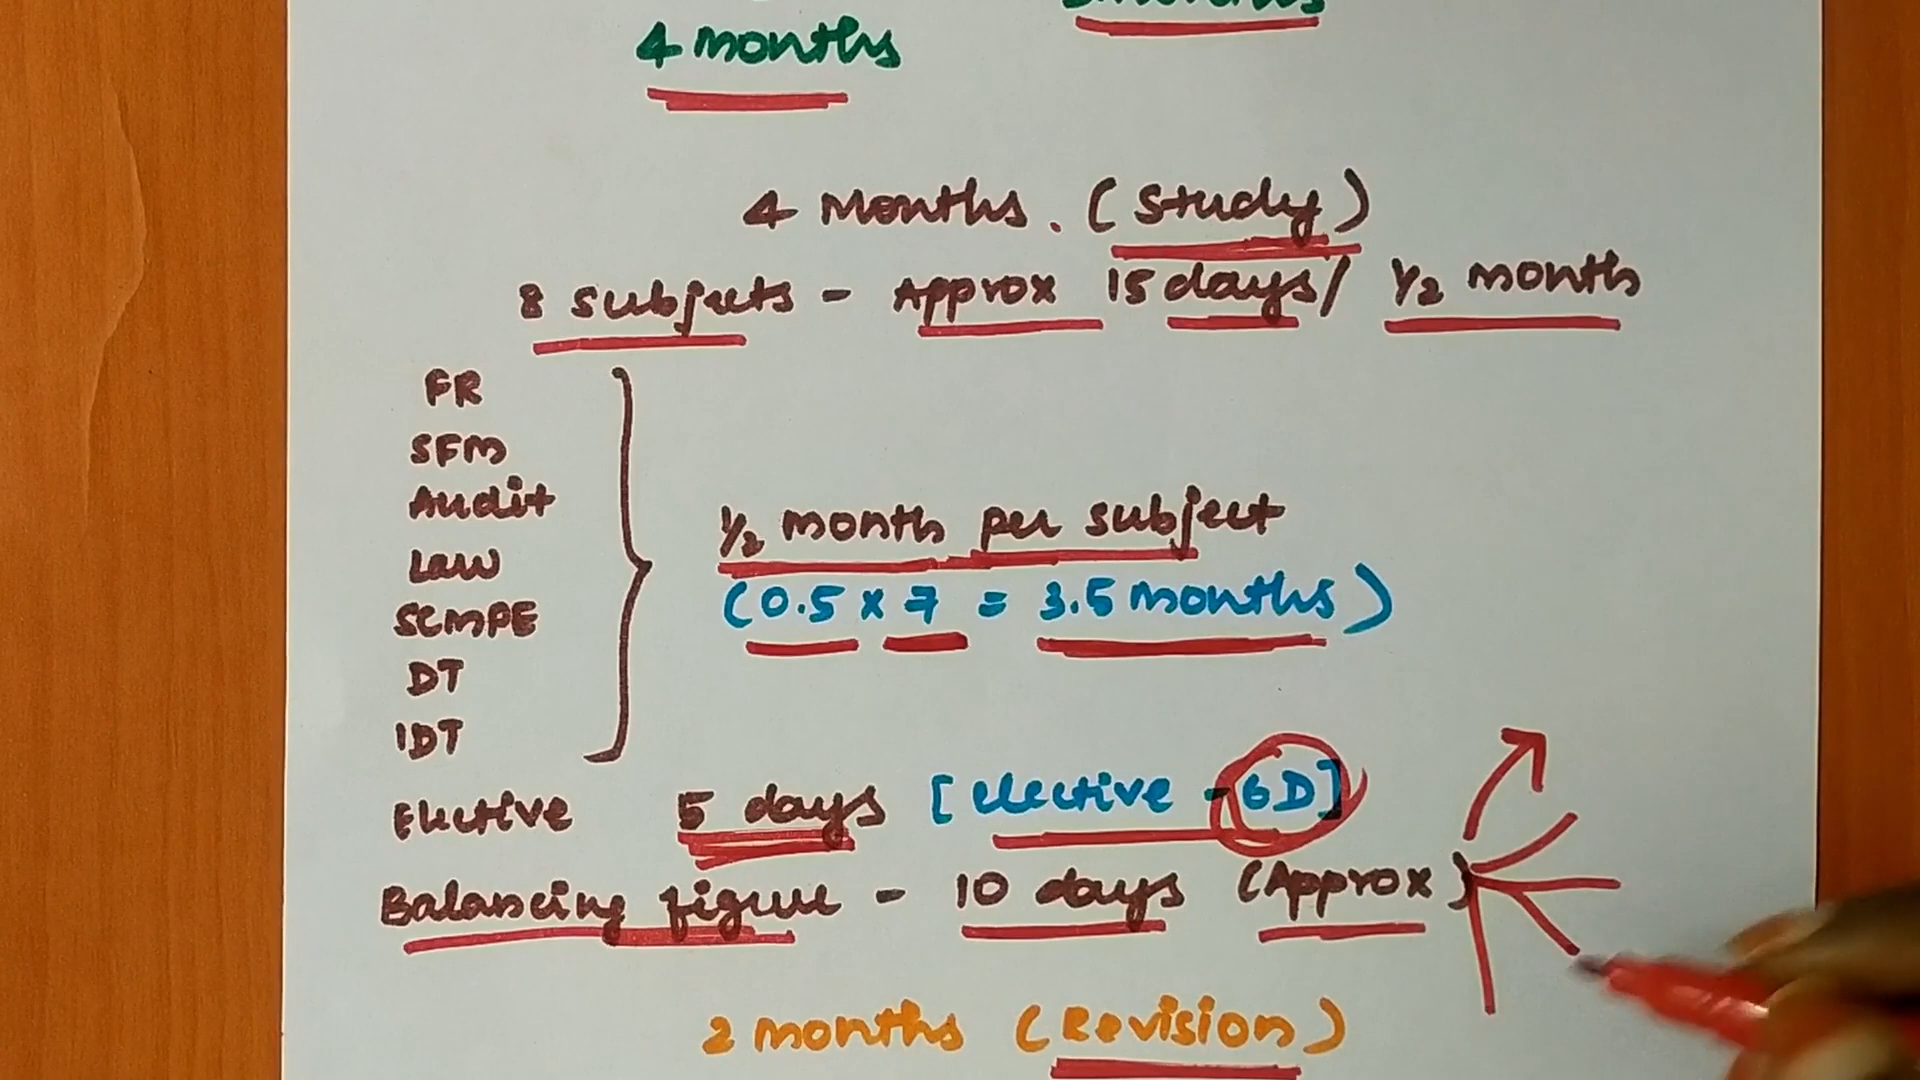 4 months
4 Months. (Study)
8 subjects - Approx 15 days/ 1/2 month
FR
SFM
Audit
Law
1/2 month per subject
(0.5 x 7 = 3.5 months)
SCMPE
DT
IDT
Elective 5 days [elective - 6D]
Balancing figure - 10 days (Approx)
2 months (Revision)